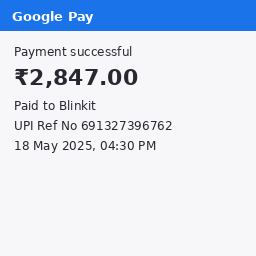 Google Pay
Payment successful
₹2,847.00
Paid to Blinkit
UPI Ref No 691327396762
18 May 2025, 04:30 PM